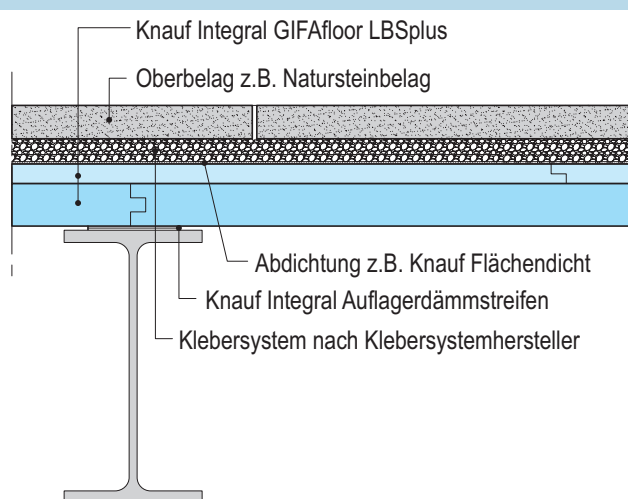 Knauf Integral GIFAfloor LBSplus
Oberbelag z.B. Natursteinbelag
Abdichtung z.B. Knauf Flächendicht
Knauf Integral Auflagerdämmstreifen
Klebersystem nach Klebersystemhersteller